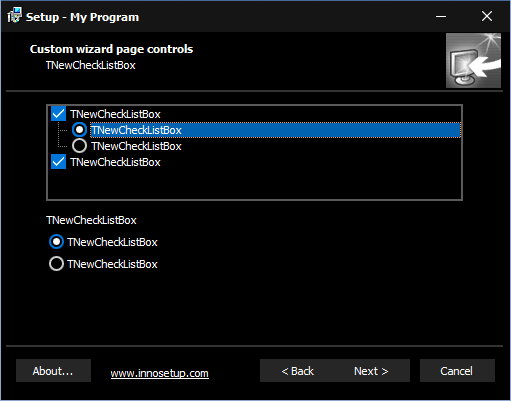 Setup - My Program
Custom wizard page controls
TNewCheckListBox
TNewCheckListBox
TNewCheckListBox
TNewCheckListBox
TNewCheckListBox
TNewCheckListBox
TNewCheckListBox
TNewCheckListBox
About...
www.innosetup.com
< Back
Next >
Cancel